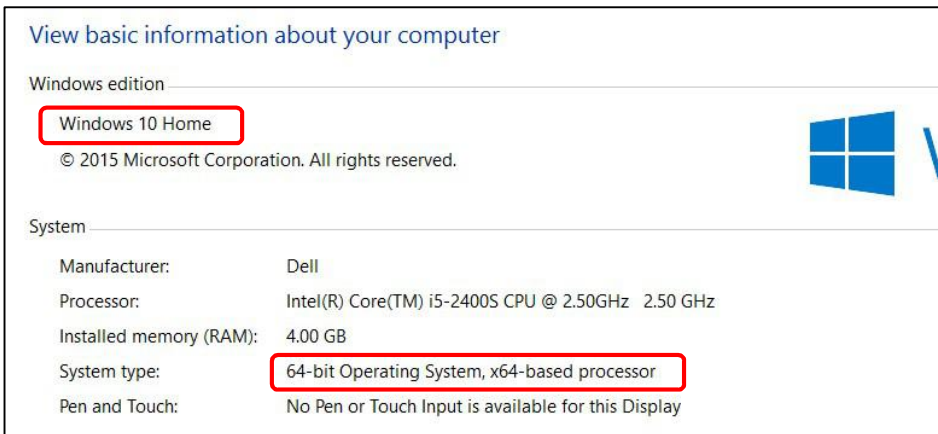 View basic information about your computer
Windows edition
Windows 10 Home
© 2015 Microsoft Corporation. All rights reserved.
System
Manufacturer: Dell
Processor: Intel(R) Core(TM) i5-2400S CPU @ 2.50GHz 2.50 GHz
Installed memory (RAM): 4.00 GB
System type: 64-bit Operating System, x64-based processor
Pen and Touch: No Pen or Touch Input is available for this Display